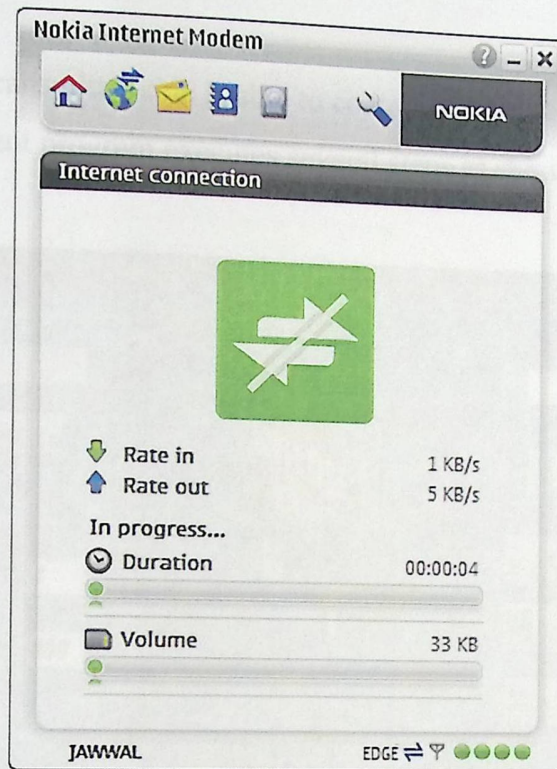 Nokia Internet Modem
NOKIA
Internet connection
Rate in 1 KB/s
Rate out 5 KB/s
In progress...
Duration 00:00:04
Volume 33 KB
JAWWAL EDGE